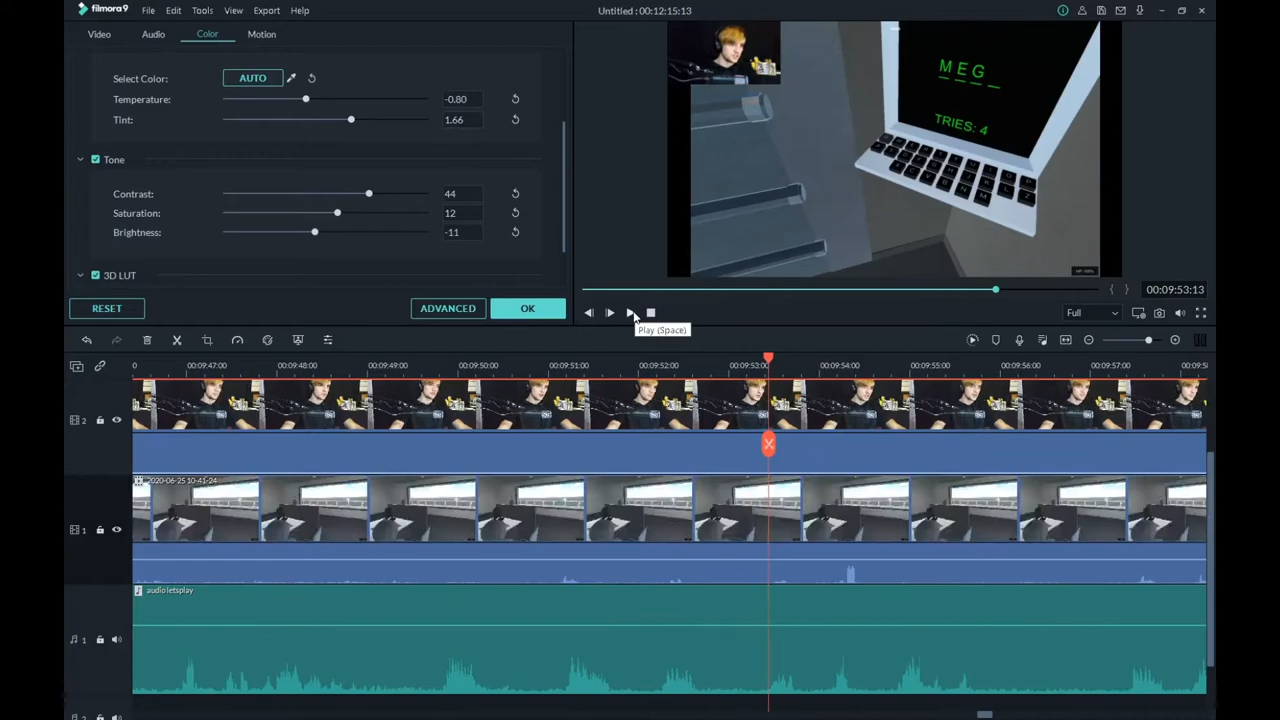 filmora9 File Edit Tools View Export Help Untitled : 00:12:15:13
Video Audio Color Motion
Select Color: AUTO
Temperature: -0.80
Tint: 1.66
Tone
Contrast: 44
Saturation: 12
Brightness: -11
3D LUT
RESET ADVANCED OK
MEG_
TRIES: 4
00:09:53:13
Full
Play (Space)
0 00:09:47:00 00:09:48:00 00:09:49:00 00:09:50:00 00:09:51:00 00:09:52:00 00:09:53:00 00:09:54:00 00:09:55:00 00:09:56:00 00:09:57:00 00:09:5
2
2020-06-25 10-41-24
1
audio letsplay
1
2